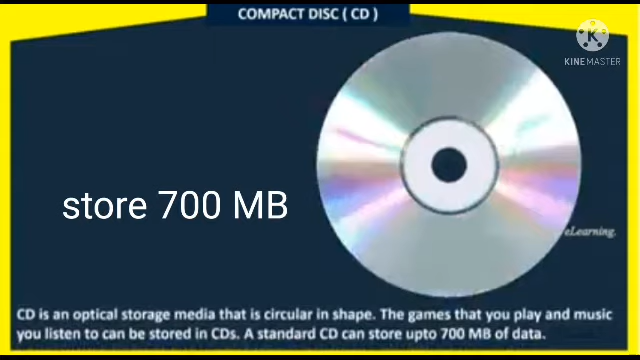 COMPACT DISC ( CD )
KINEMASTER
store 700 MB
eLearning.
CD is an optical storage media that is circular in shape. The games that you play and music
you listen to can be stored in CDs. A standard CD can store upto 700 MB of data.